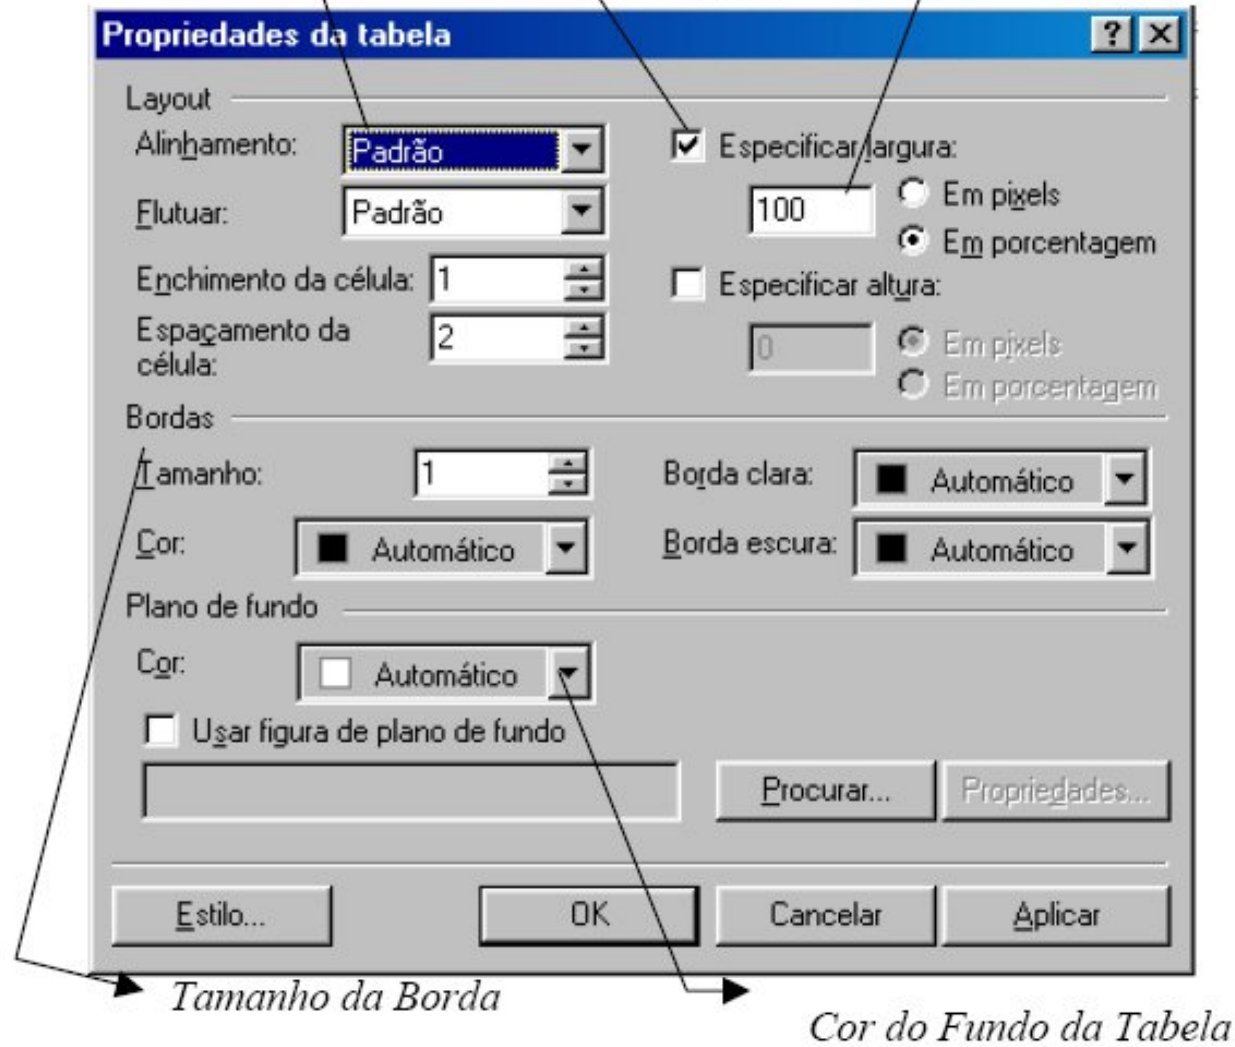 Propriedades da tabela
Layout
Alinhamento: Padrão
Flutuar: Padrão
Enchimento da célula: 1
Espaçamento da
célula: 2
Especificar largura:
100
Em pixels
Em porcentagem
Especificar altura:
0
Em pixels
Em porcentagem
Bordas
Tamanho: 1
Cor: Automático
Borda clara: Automático
Borda escura: Automático
Plano de fundo
Cor: Automático
Usar figura de plano de fundo
Procurar... Propriedades...
Estilo... OK Cancelar Aplicar
Tamanho da Borda
Cor do Fundo da Tabela